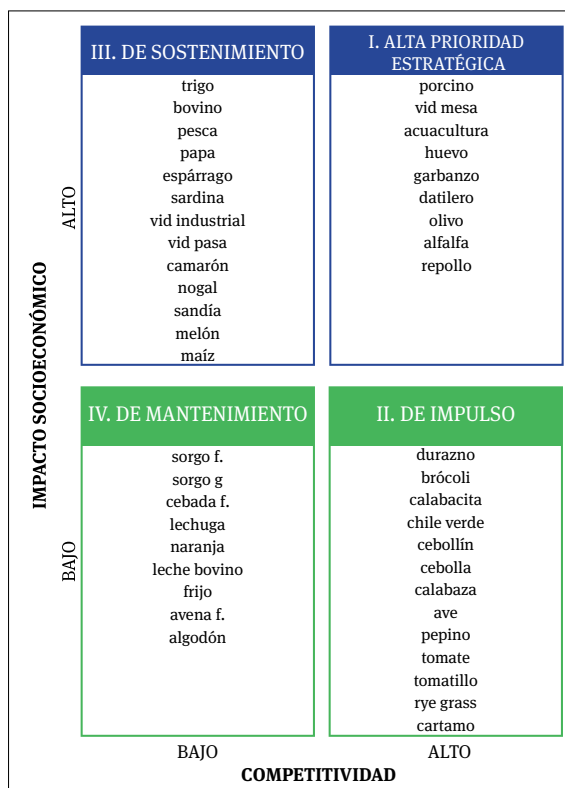 III. DE SOSTENIMIENTO
trigo
bovino
pesca
papa
espárrago
sardina
vid industrial
vid pasa
camarón
nogal
sandía
melón
maíz
I. ALTA PRIORIDAD
ESTRATÉGICA
porcino
vid mesa
acuacultura
huevo
garbanzo
datilero
olivo
alfalfa
repollo
ALTO
IMPACTO SOCIOECONÓMICO
BAJO
IV. DE MANTENIMIENTO
sorgo f.
sorgo g
cebada f.
lechuga
naranja
leche bovino
frijo
avena f.
algodón
II. DE IMPULSO
durazno
brócoli
calabacita
chile verde
cebollín
cebolla
calabaza
ave
pepino
tomate
tomatillo
rye grass
cartamo
BAJO
ALTO
COMPETITIVIDAD